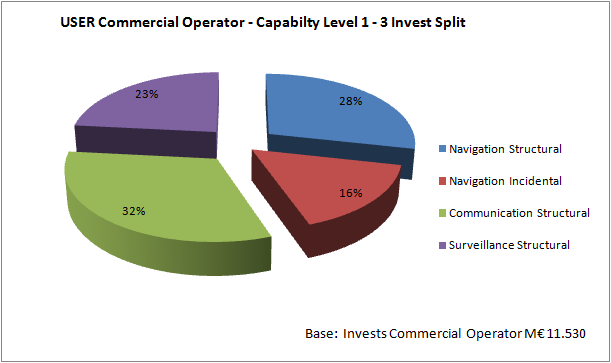 USER Commercial Operator - Capabilty Level 1 - 3 Invest Split
23%
28%
16%
32%
Navigation Structural
Navigation Incidental
Communication Structural
Surveillance Structural
Base: Invests Commercial Operator M€ 11.530